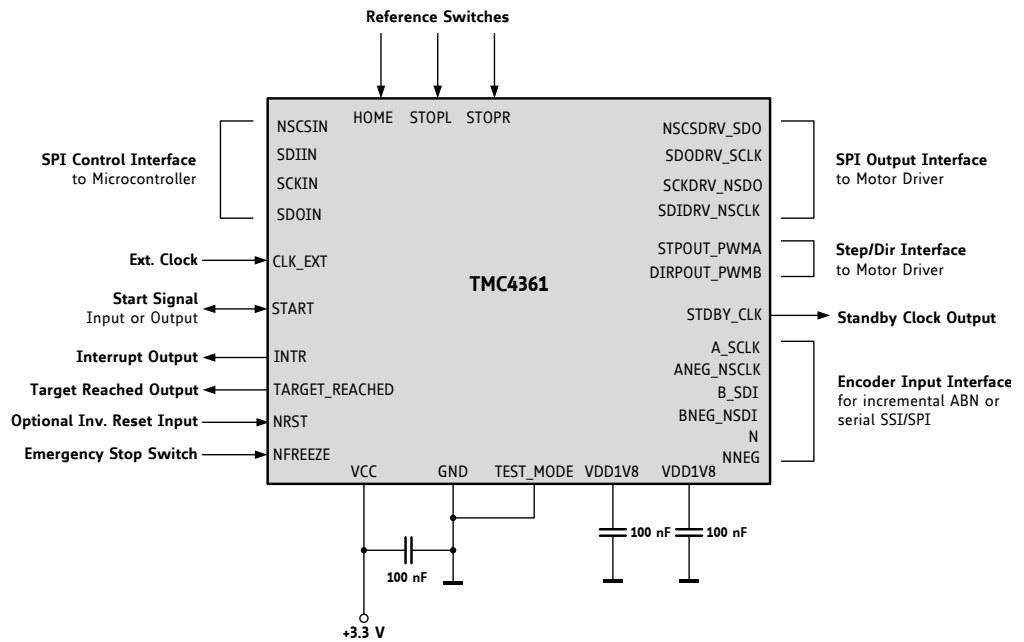 Reference Switches
HOME STOPL STOPR
NSCSIN
SDIIN
SCKIN
SDOIN
SPI Control Interface
to Microcontroller
Ext. Clock
CLK_EXT
Start Signal
Input or Output
START
Interrupt Output
INTR
Target Reached Output
TARGET_REACHED
Optional Inv. Reset Input
NRST
Emergency Stop Switch
NFREEZE
TMC4361
NSCSDRV_SDO
SDODRV_SCLK
SCKDRV_NSDO
SDIDRV_NSCLK
SPI Output Interface
to Motor Driver
STPOUT_PWMA
DIRPOUT_PWMB
Step/Dir Interface
to Motor Driver
STDBY_CLK
Standby Clock Output
A_SCLK
ANEG_NSCLK
B_SDI
BNEG_NSDI
N
NNEG
Encoder Input Interface
for incremental ABN or
serial SSI/SPI
VCC GND TEST_MODE VDD1V8 VDD1V8
100 nF
100 nF
100 nF
+3.3 V